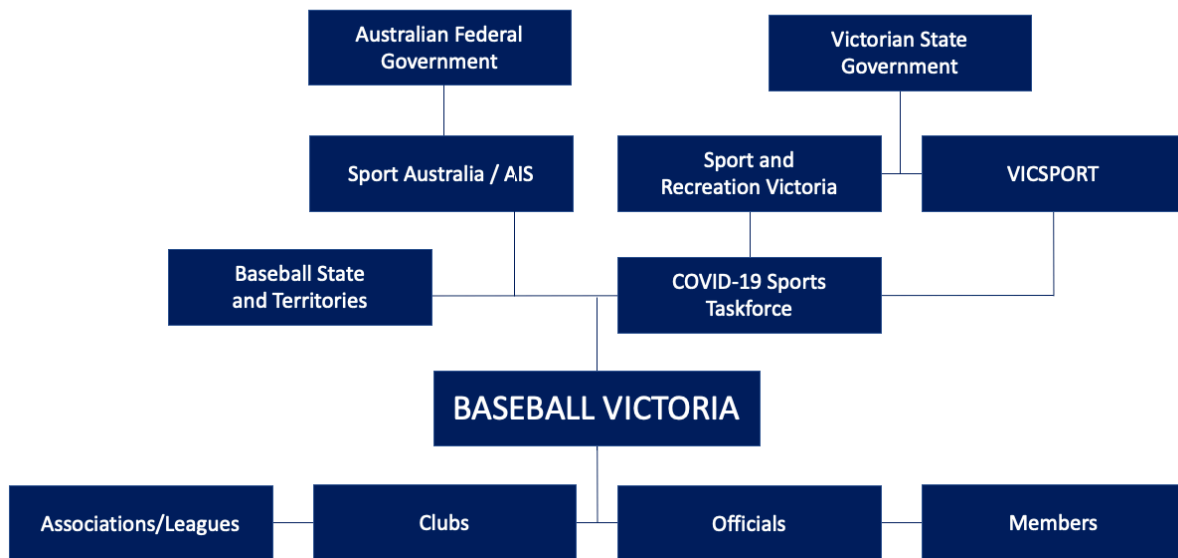 Australian Federal
Government
Victorian State
Government
Sport Australia / AIS
Sport and
Recreation Victoria
VICSPORT
Baseball State
and Territories
COVID-19 Sports
Taskforce
BASEBALL VICTORIA
Associations/Leagues
Clubs
Officials
Members